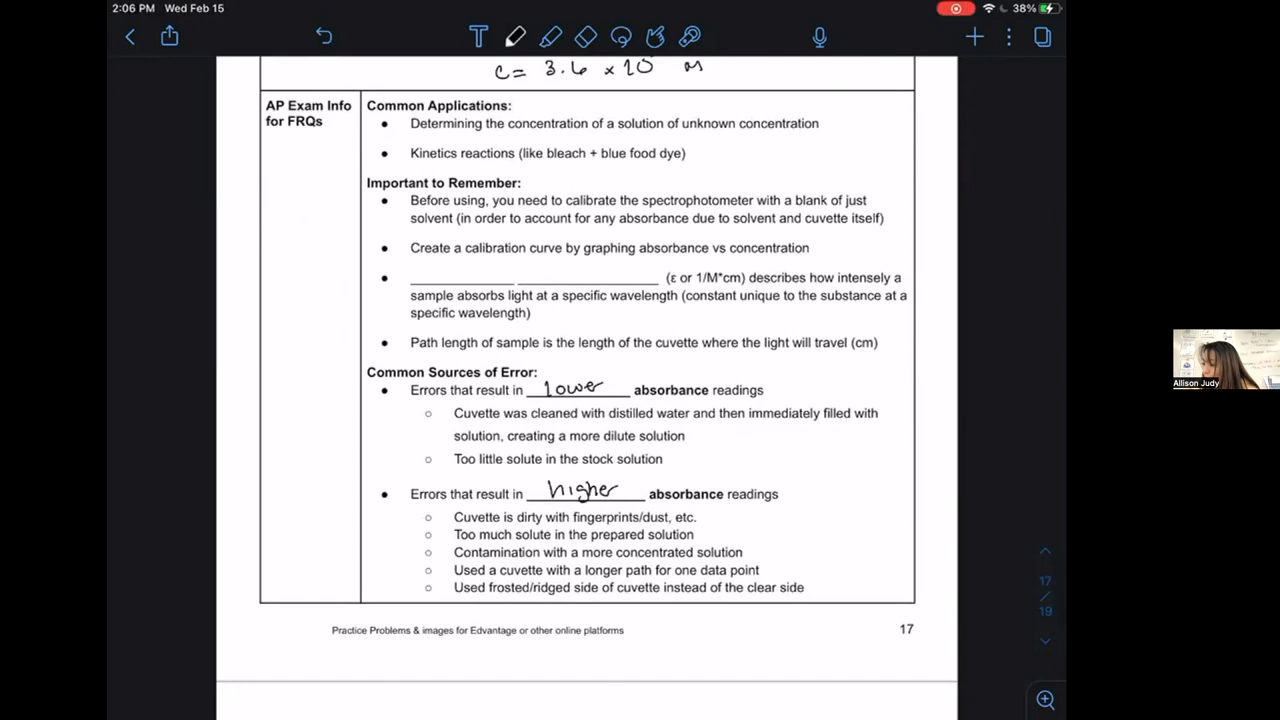 2:06 PM Wed Feb 15
38%
C = 3.6 × 10 M
AP Exam Info
for FRQs
Common Applications:
● Determining the concentration of a solution of unknown concentration
● Kinetics reactions (like bleach + blue food dye)
Important to Remember:
● Before using, you need to calibrate the spectrophotometer with a blank of just
solvent (in order to account for any absorbance due to solvent and cuvette itself)
● Create a calibration curve by graphing absorbance vs concentration
● ______________ __________________ (ε or 1/M*cm) describes how intensely a
sample absorbs light at a specific wavelength (constant unique to the substance at a
specific wavelength)
● Path length of sample is the length of the cuvette where the light will travel (cm)
Common Sources of Error:
● Errors that result in lower absorbance readings
○ Cuvette was cleaned with distilled water and then immediately filled with
solution, creating a more dilute solution
○ Too little solute in the stock solution
● Errors that result in higher absorbance readings
○ Cuvette is dirty with fingerprints/dust, etc.
○ Too much solute in the prepared solution
○ Contamination with a more concentrated solution
○ Used a cuvette with a longer path for one data point
○ Used frosted/ridged side of cuvette instead of the clear side
Practice Problems & images for Edvantage or other online platforms
17
17
/
19
Allison Judy